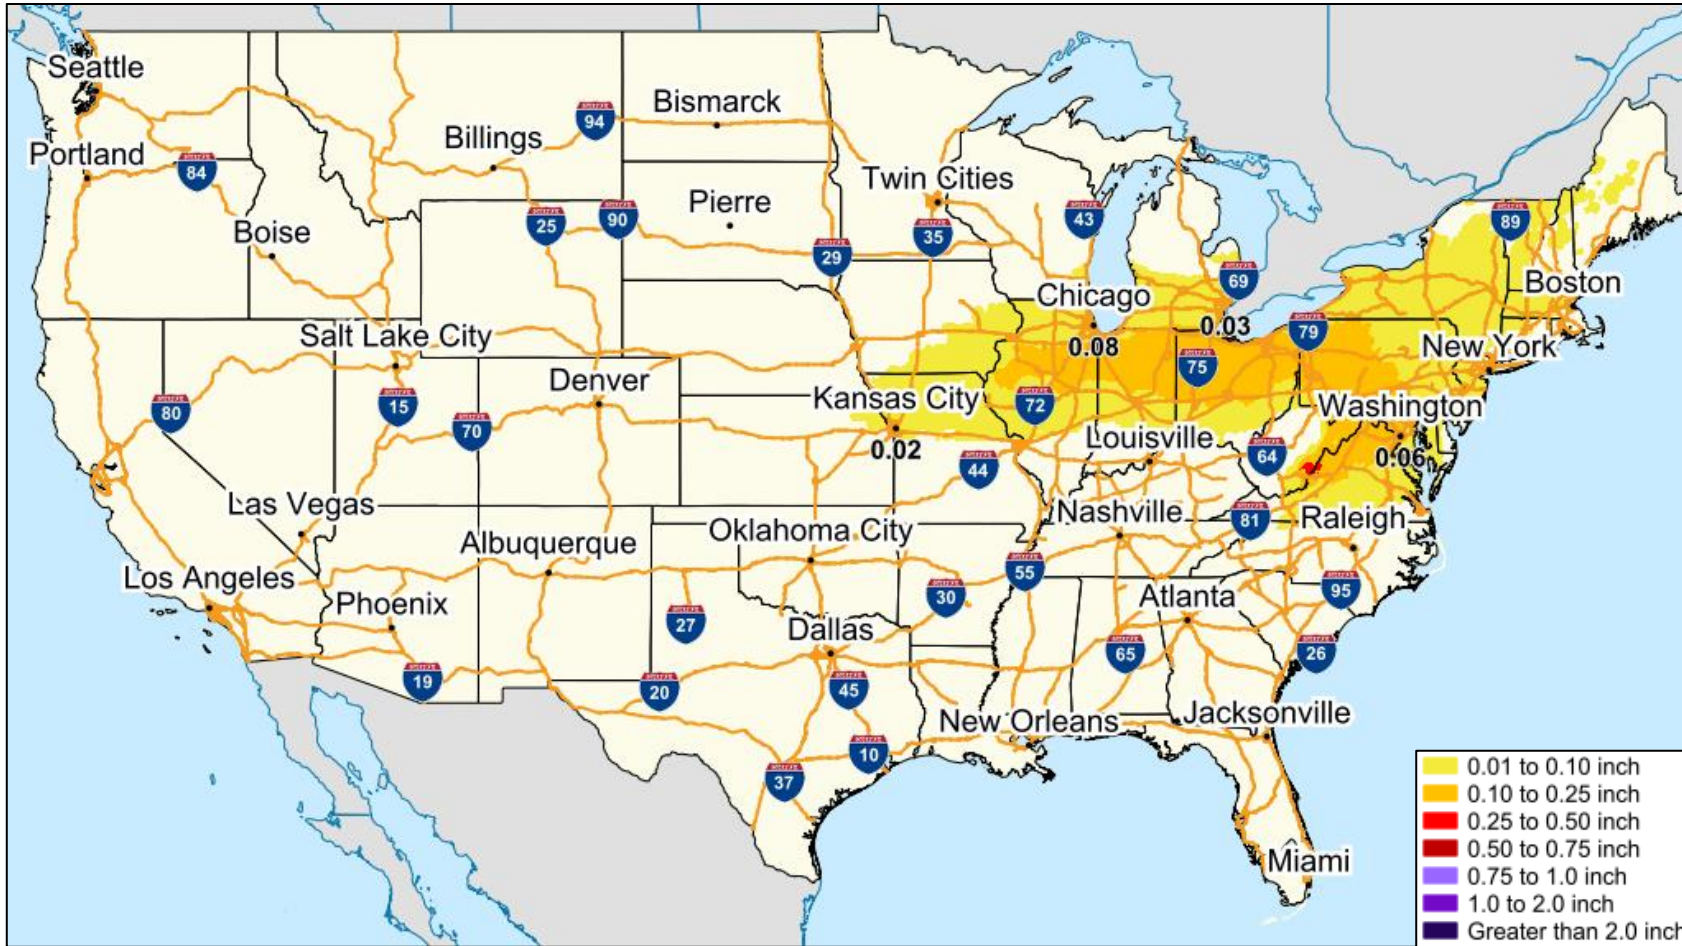 Seattle
Bismarck
94
Billings
Portland
84
Twin Cities
Pierre
43
25
90
89
Boise
35
29
69
Boston
Chicago
0.03
79
Salt Lake City
0.08
New York
75
Denver
Kansas City
72
Washington
15
80
70
Louisville
0.02
64
0.06
44
Las Vegas
Nashville
81
Raleigh
Oklahoma City
Albuquerque
55
Los Angeles
95
Phoenix
30
Atlanta
27
Dallas
65
26
19
20
45
New Orleans
Jacksonville
10
37
0.01 to 0.10 inch
0.10 to 0.25 inch
0.25 to 0.50 inch
0.50 to 0.75 inch
0.75 to 1.0 inch
1.0 to 2.0 inch
Greater than 2.0 inch
Miami